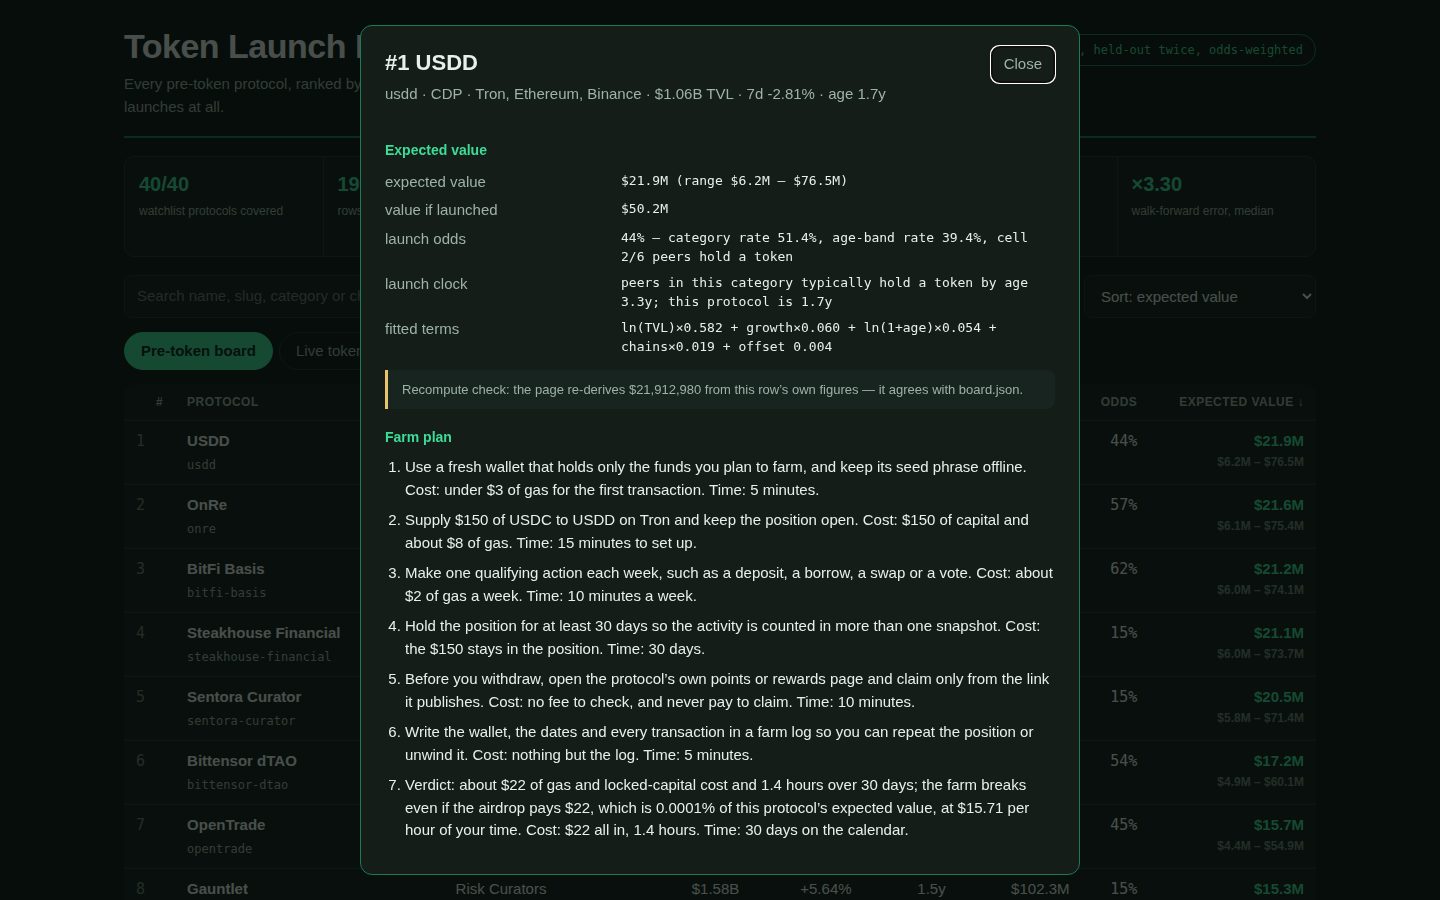 Token Launch
Every pre-token protocol, ranked by
launches at all.
, held-out twice, odds-weighted
40/40
watchlist protocols covered
19
rows
×3.30
walk-forward error, median
Search name, slug, category or
Sort: expected value
Pre-token board
Live token
#
PROTOCOL
ODDS
EXPECTED VALUE ↓
1
USDD
usdd
44%
$21.9M
$6.2M – $76.5M
2
OnRe
onre
57%
$21.6M
$6.1M – $75.4M
3
BitFi Basis
bitfi-basis
62%
$21.2M
$6.0M – $74.1M
4
Steakhouse Financial
steakhouse-financial
15%
$21.1M
$6.0M – $73.7M
5
Sentora Curator
sentora-curator
15%
$20.5M
$5.8M – $71.4M
6
Bittensor dTAO
bittensor-dtao
54%
$17.2M
$4.9M – $60.1M
7
OpenTrade
opentrade
45%
$15.7M
$4.4M – $54.9M
8
Gauntlet
Risk Curators
$1.58B
+5.64%
1.5y
$102.3M
15%
$15.3M
#1 USDD
Close
usdd · CDP · Tron, Ethereum, Binance · $1.06B TVL · 7d -2.81% · age 1.7y
Expected value
expected value
$21.9M (range $6.2M – $76.5M)
value if launched
$50.2M
launch odds
44% — category rate 51.4%, age-band rate 39.4%, cell
2/6 peers hold a token
launch clock
peers in this category typically hold a token by age
3.3y; this protocol is 1.7y
fitted terms
ln(TVL)×0.582 + growth×0.060 + ln(1+age)×0.054 +
chains×0.019 + offset 0.004
Recompute check: the page re-derives $21,912,980 from this row’s own figures — it agrees with board.json.
Farm plan
1. Use a fresh wallet that holds only the funds you plan to farm, and keep its seed phrase offline.
Cost: under $3 of gas for the first transaction. Time: 5 minutes.
2. Supply $150 of USDC to USDD on Tron and keep the position open. Cost: $150 of capital and
about $8 of gas. Time: 15 minutes to set up.
3. Make one qualifying action each week, such as a deposit, a borrow, a swap or a vote. Cost: about
$2 of gas a week. Time: 10 minutes a week.
4. Hold the position for at least 30 days so the activity is counted in more than one snapshot. Cost:
the $150 stays in the position. Time: 30 days.
5. Before you withdraw, open the protocol’s own points or rewards page and claim only from the link
it publishes. Cost: no fee to check, and never pay to claim. Time: 10 minutes.
6. Write the wallet, the dates and every transaction in a farm log so you can repeat the position or
unwind it. Cost: nothing but the log. Time: 5 minutes.
7. Verdict: about $22 of gas and locked-capital cost and 1.4 hours over 30 days; the farm breaks
even if the airdrop pays $22, which is 0.0001% of this protocol’s expected value, at $15.71 per
hour of your time. Cost: $22 all in, 1.4 hours. Time: 30 days on the calendar.